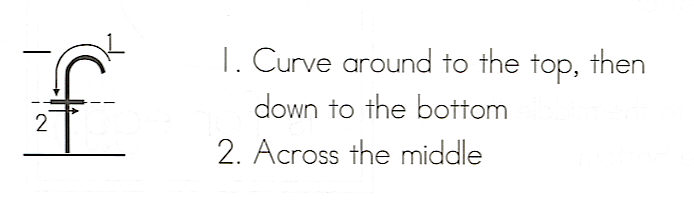 f
1
2
1. Curve around to the top, then
down to the bottom
2. Across the middle